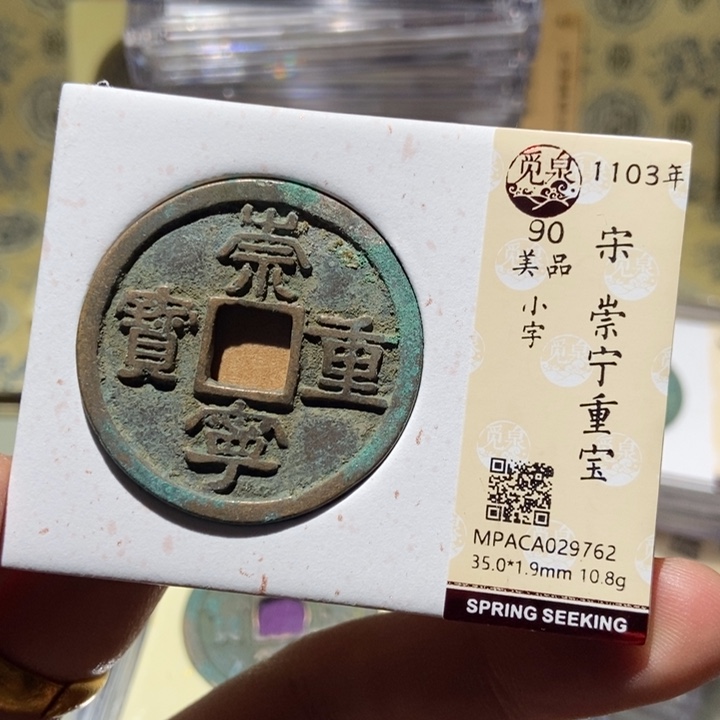 崇寧重寶
覓泉
1103年
90
美品
小字
宋 崇宁重宝
MPACA029762
35.0*1.9mm 10.8g
SPRING SEEKING